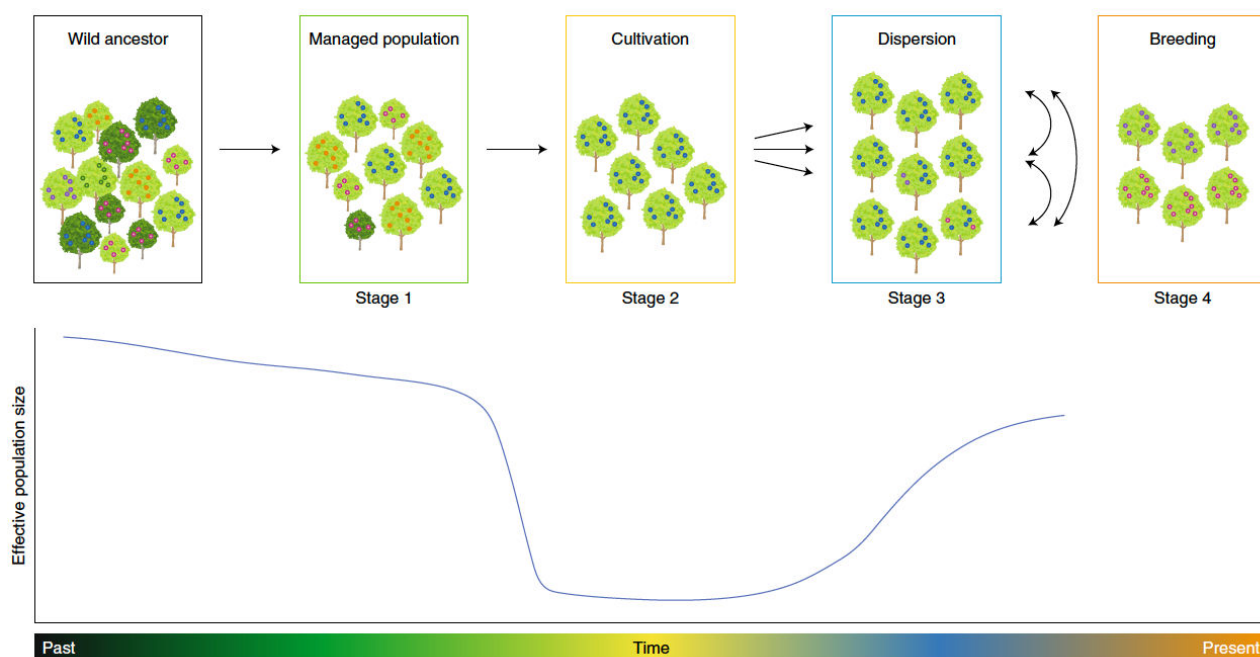 Wild ancestor
Managed population
Cultivation
Dispersion
Breeding
Stage 1
Stage 2
Stage 3
Stage 4
Effective population size
Past
Time
Present